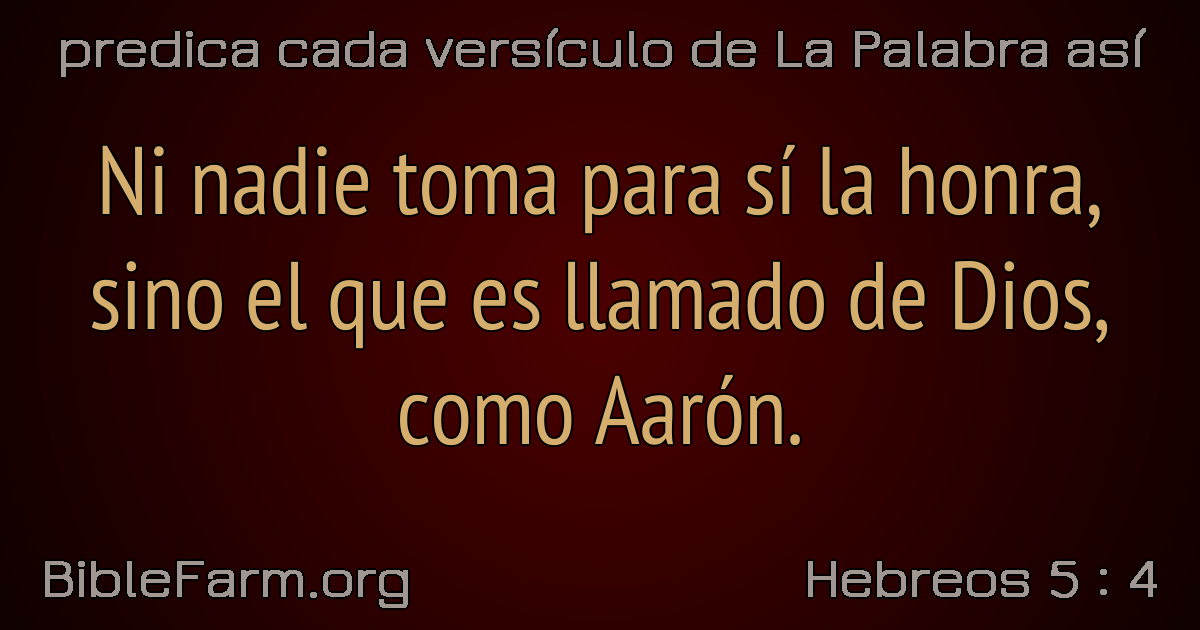 predica cada versículo de La Palabra así
Ni nadie toma para sí la honra,
sino el que es llamado de Dios,
como Aarón.
BibleFarm.org
Hebreos 5 : 4